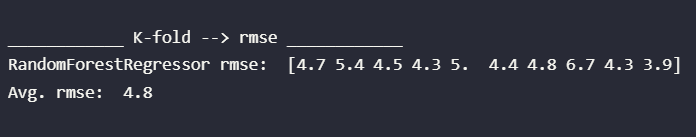 ____________ K-fold --> rmse ____________
RandomForestRegressor rmse:  [4.7 5.4 4.5 4.3 5.  4.4 4.8 6.7 4.3 3.9]
Avg. rmse:  4.8